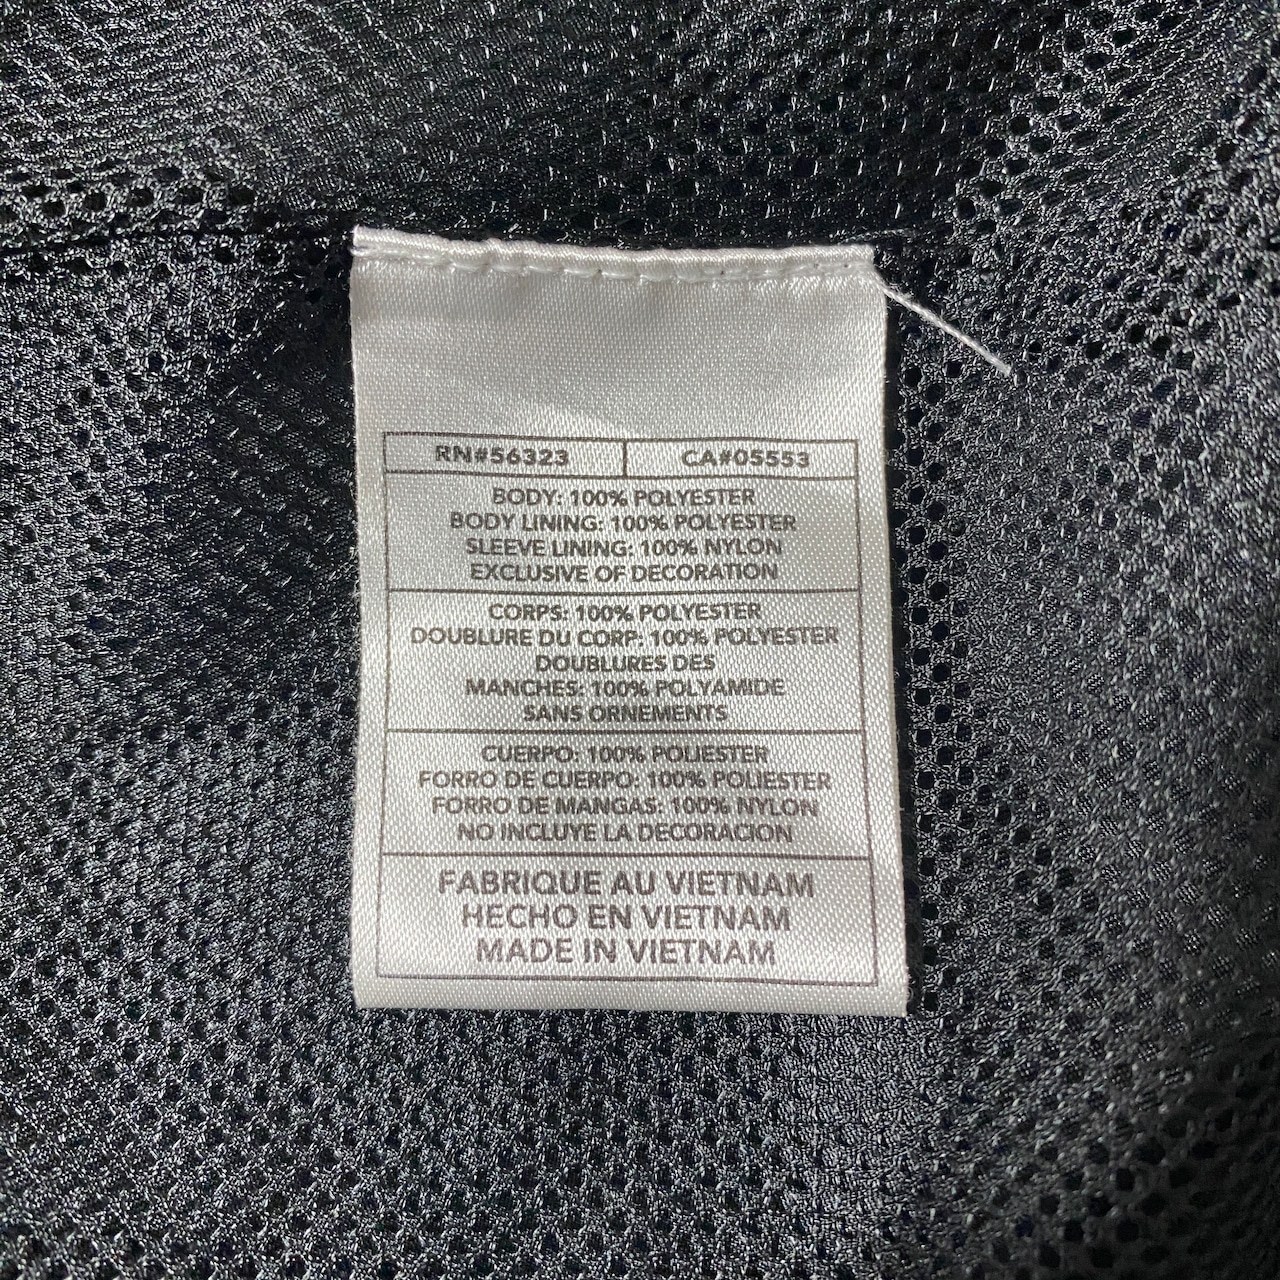 RN#56323 CA#05553
BODY: 100% POLYESTER
BODY LINING: 100% POLYESTER
SLEEVE LINING: 100% NYLON
EXCLUSIVE OF DECORATION
CORPS: 100% POLYESTER
DOUBLURE DU CORP: 100% POLYESTER
DOUBLURES DES
MANCHES: 100% POLYAMIDE
SANS ORNEMENTS
CUERPO: 100% POLIESTER
FORRO DE CUERPO: 100% POLIESTER
FORRO DE MANGAS: 100% NYLON
NO INCLUYE LA DECORACION
FABRIQUE AU VIETNAM
HECHO EN VIETNAM
MADE IN VIETNAM